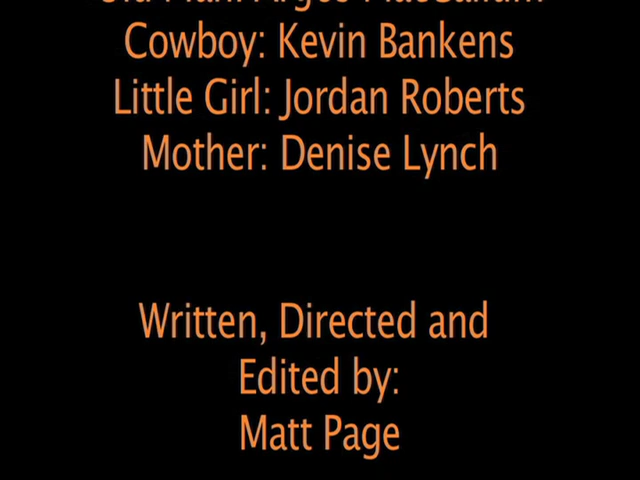 Cowboy: Kevin Bankens
Little Girl: Jordan Roberts
Mother: Denise Lynch
Written, Directed and
Edited by:
Matt Page